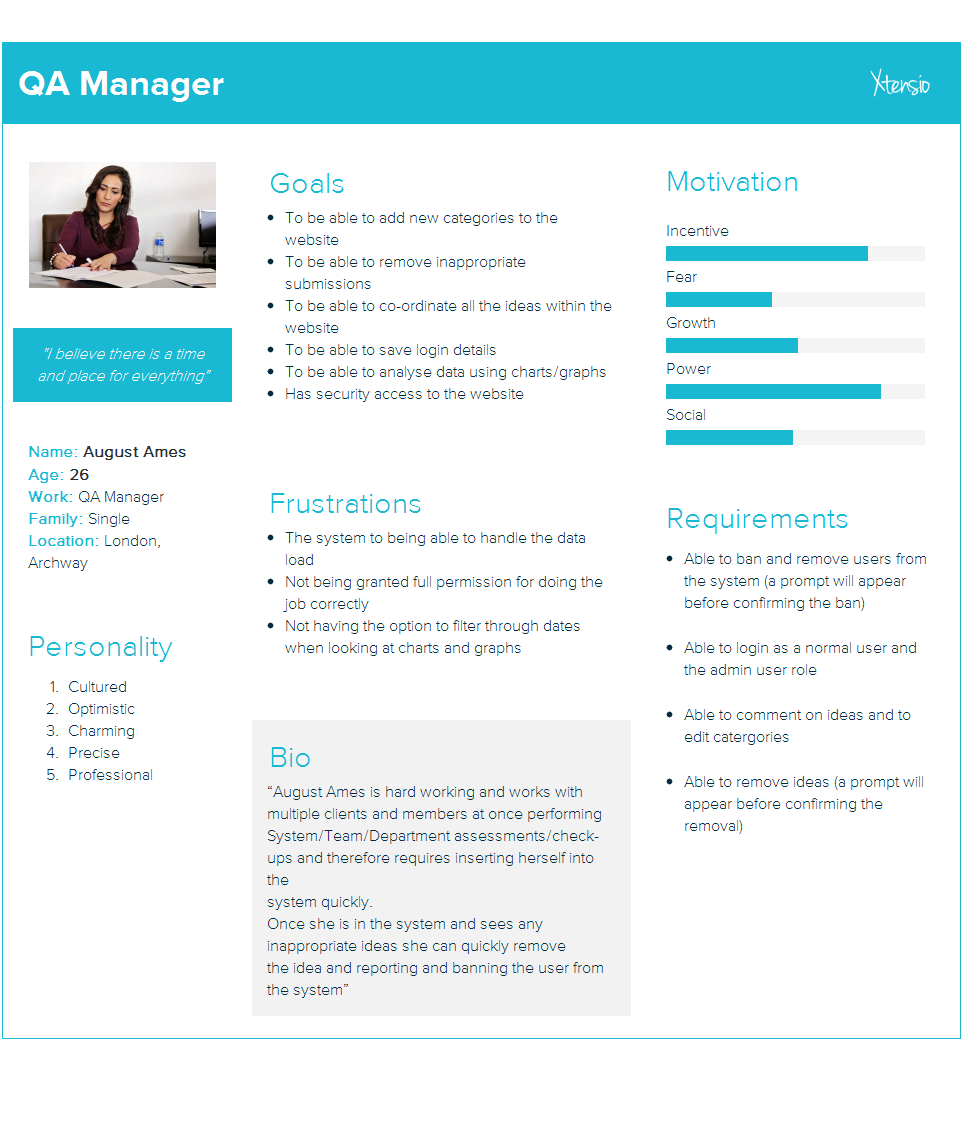 QA Manager
Xtensio
"I believe there is a time
and place for everything"
Name: August Ames
Age: 26
Work: QA Manager
Family: Single
Location: London,
Archway
Personality
1. Cultured
2. Optimistic
3. Charming
4. Precise
5. Professional
Goals
• To be able to add new categories to the
website
• To be able to remove inappropriate
submissions
• To be able to co-ordinate all the ideas within the
website
• To be able to save login details
• To be able to analyse data using charts/graphs
• Has security access to the website
Frustrations
• The system to being able to handle the data
load
• Not being granted full permission for doing the
job correctly
• Not having the option to filter through dates
when looking at charts and graphs
Bio
“August Ames is hard working and works with
multiple clients and members at once performing
System/Team/Department assessments/check-
ups and therefore requires inserting herself into
the
system quickly.
Once she is in the system and sees any
inappropriate ideas she can quickly remove
the idea and reporting and banning the user from
the system”
Motivation
Incentive
Fear
Growth
Power
Social
Requirements
• Able to ban and remove users from
the system (a prompt will appear
before confirming the ban)
• Able to login as a normal user and
the admin user role
• Able to comment on ideas and to
edit catergories
• Able to remove ideas (a prompt will
appear before confirming the
removal)